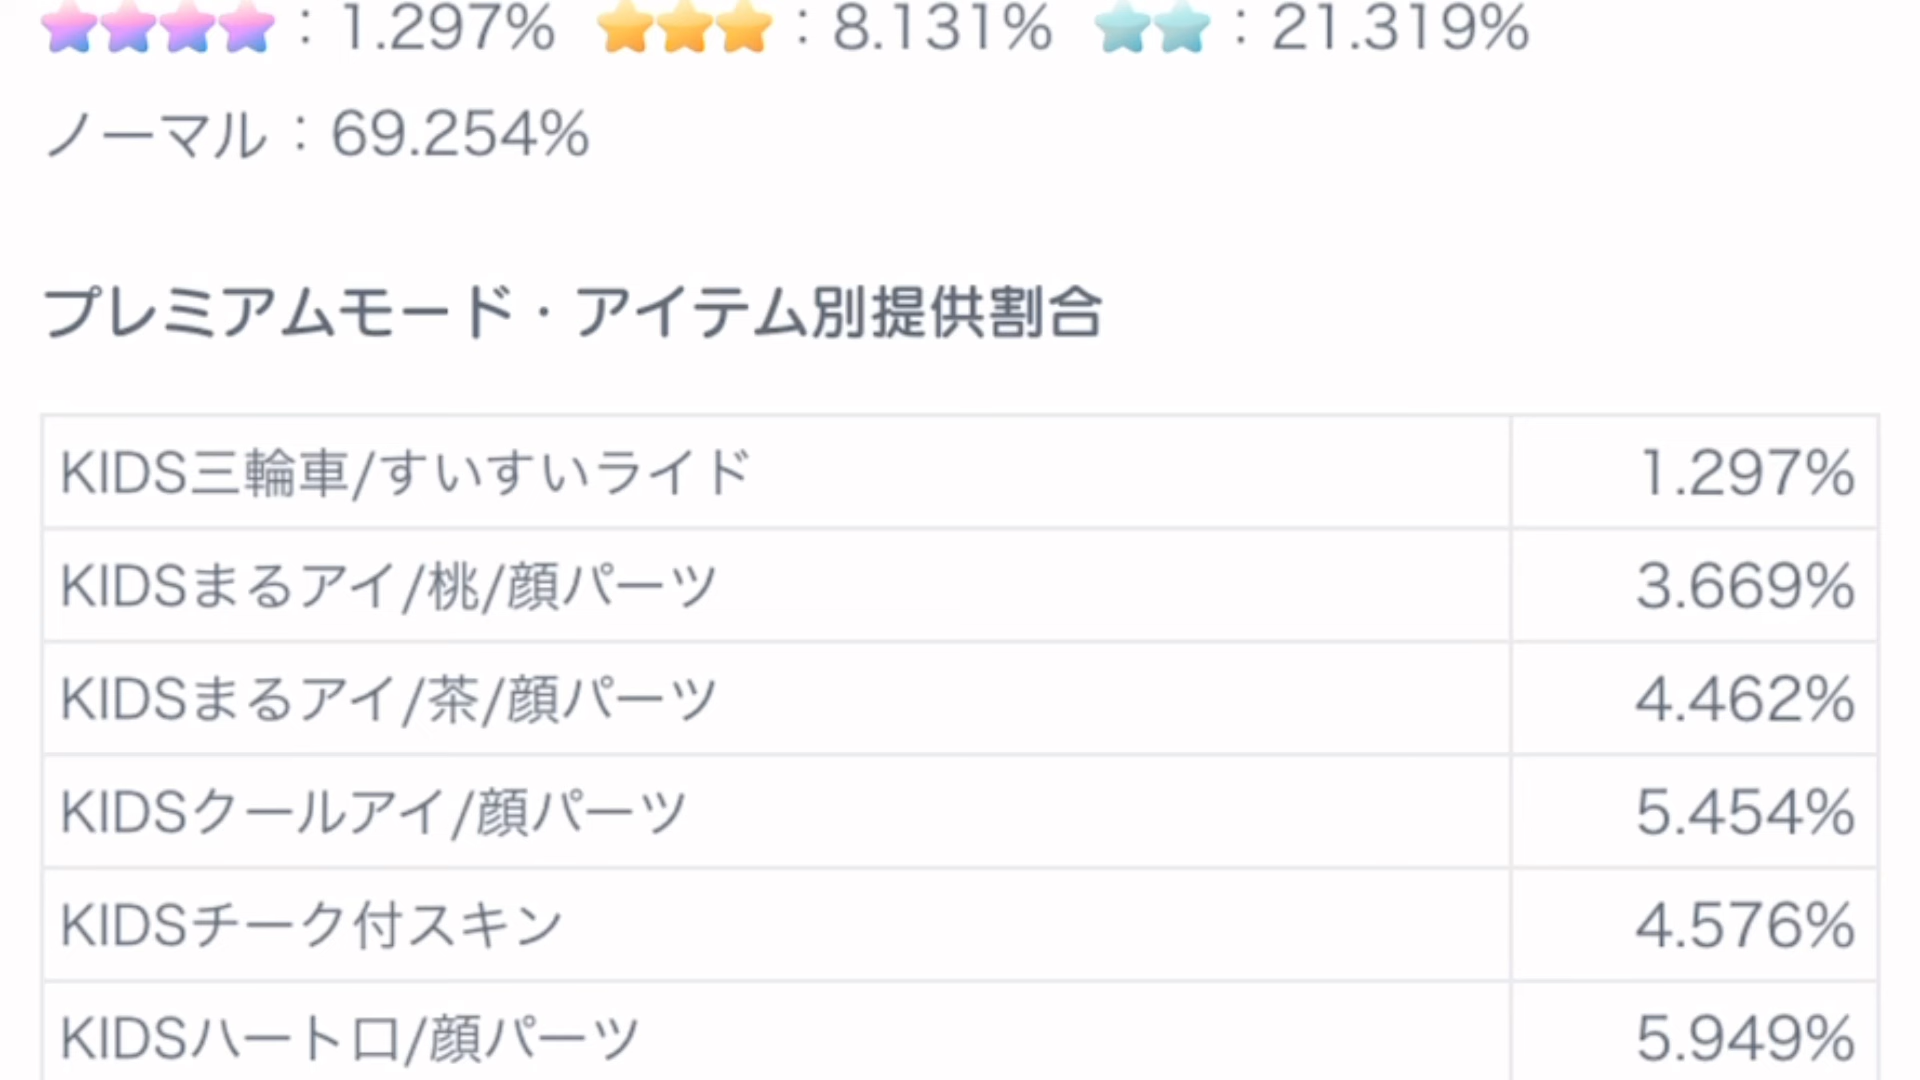 ：1.297% ：8.131% ：21.319%
ノーマル：69.254%
プレミアムモード・アイテム別提供割合
KIDS三輪車/すいすいライド 1.297%
KIDSまるアイ/桃/顔パーツ 3.669%
KIDSまるアイ/茶/顔パーツ 4.462%
KIDSクールアイ/顔パーツ 5.454%
KIDSチーク付スキン 4.576%
KIDSハート口/顔パーツ 5.949%